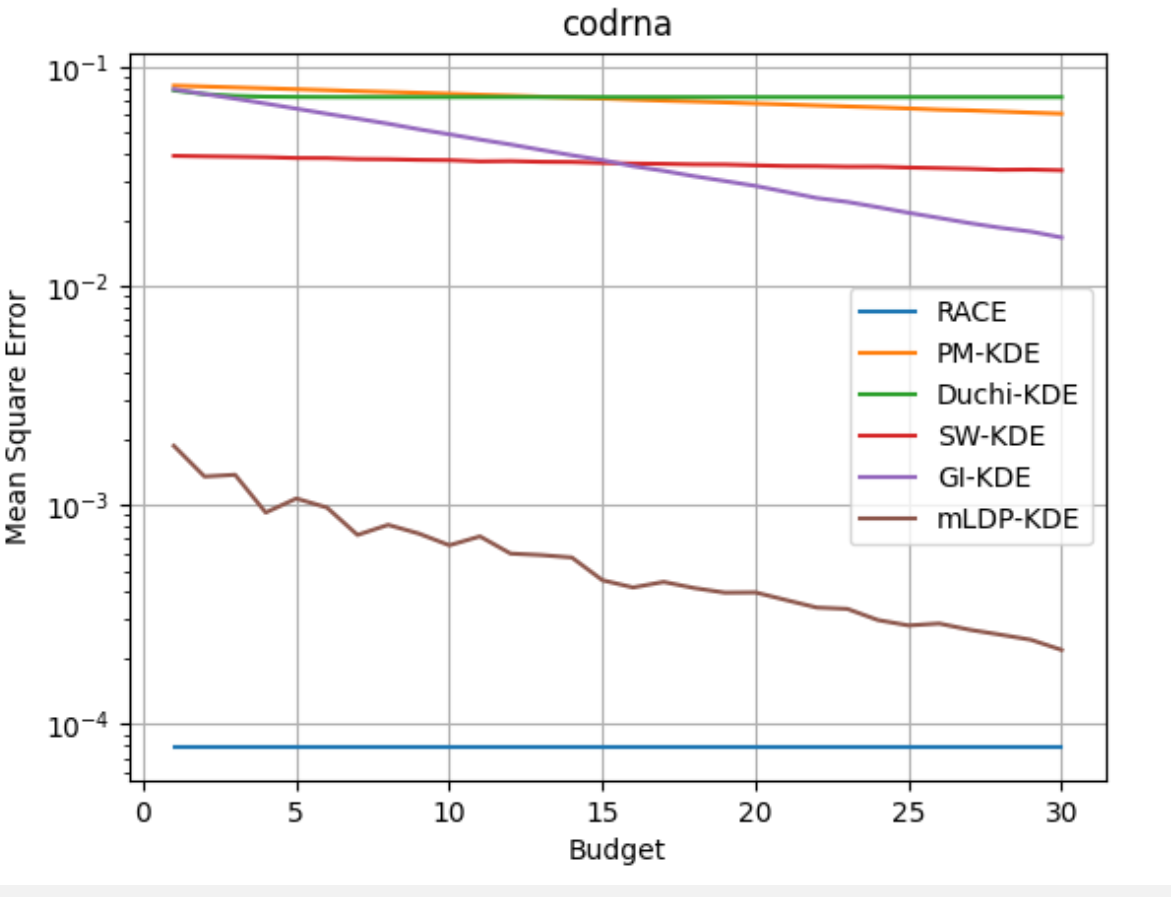 codrna
10⁻¹
10⁻²
10⁻³
10⁻⁴
Mean Square Error
RACE
PM-KDE
Duchi-KDE
SW-KDE
GI-KDE
mLDP-KDE
0 5 10 15 20 25 30
Budget